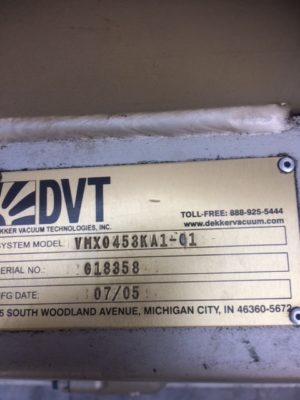 DVT
DEKKER VACUUM TECHNOLOGIES, INC.
TOLL-FREE: 888-925-5444
www.dekkervacuum.com
SYSTEM MODEL VMX0453KA1-01
SERIAL NO.: 018358
MFG DATE: 07/05
5 SOUTH WOODLAND AVENUE, MICHIGAN CITY, IN 46360-5672